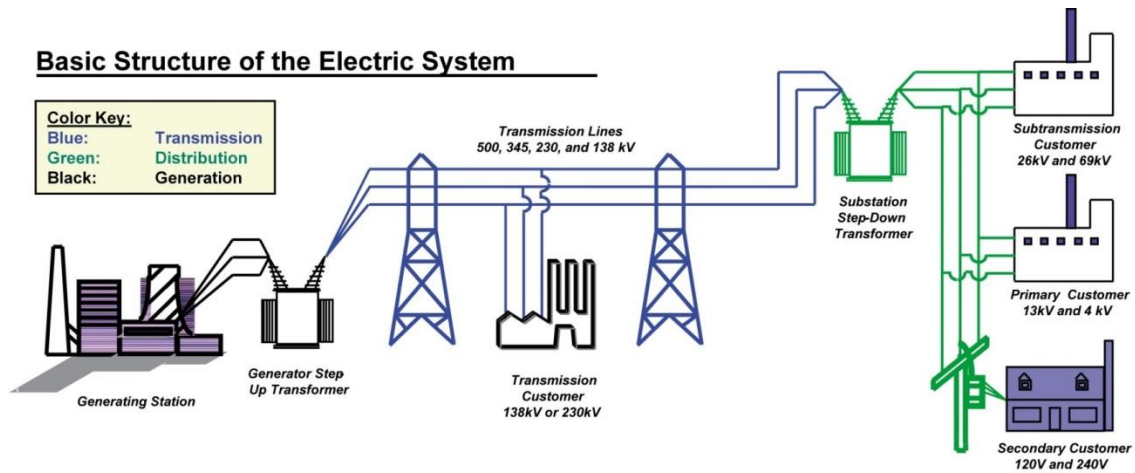 Basic Structure of the Electric System
Color Key:
Blue: Transmission
Green: Distribution
Black: Generation
Transmission Lines
500, 345, 230, and 138 kV
Generating Station
Generator Step
Up Transformer
Transmission
Customer
138kV or 230kV
Substation
Step-Down
Transformer
Subtransmission
Customer
26kV and 69kV
Primary Customer
13kV and 4 kV
Secondary Customer
120V and 240V